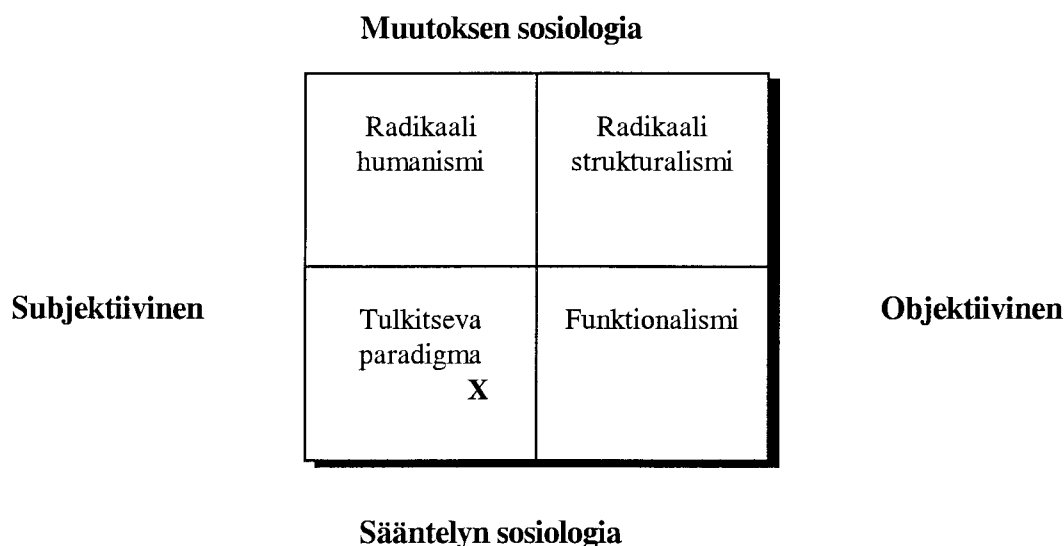 Muutoksen sosiologia
Radikaali
humanismi
Radikaali
strukturalismi
Subjektiivinen
Tulkitseva
paradigma
X
Funktionalismi
Objektiivinen
Sääntelyn sosiologia